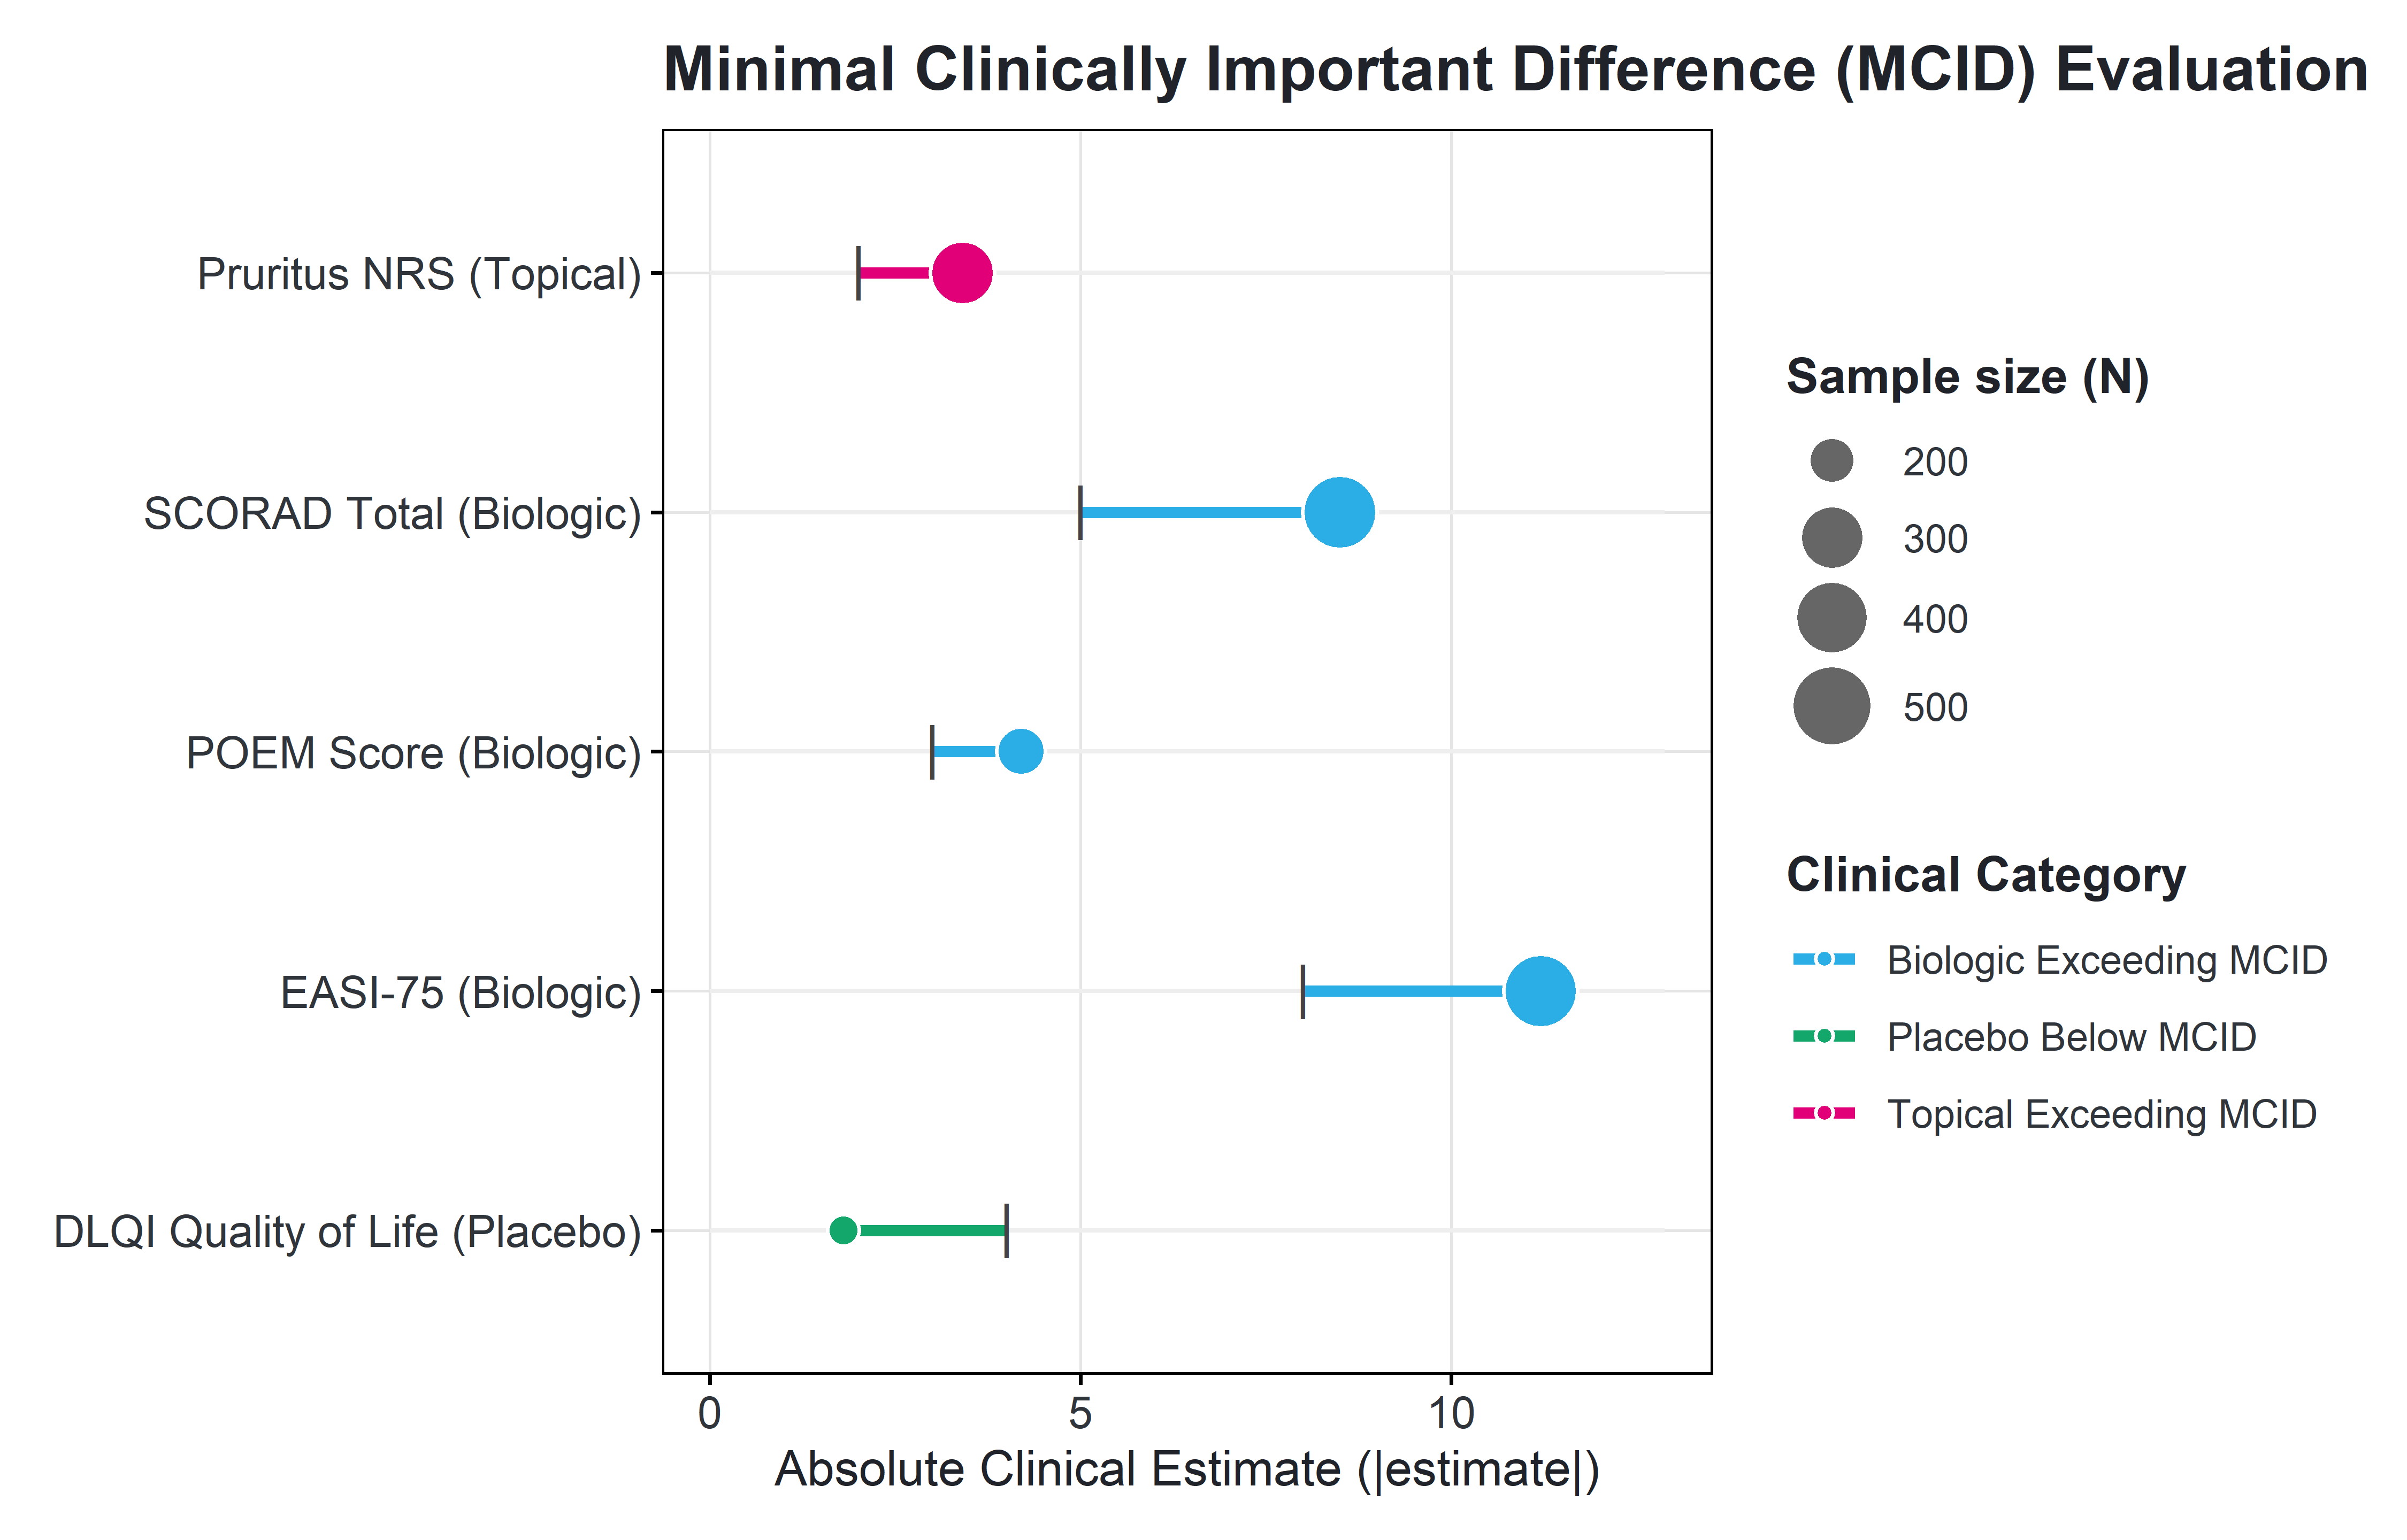 Minimal Clinically Important Difference (MCID) Evaluation
Pruritus NRS (Topical)
SCORAD Total (Biologic)
POEM Score (Biologic)
EASI-75 (Biologic)
DLQI Quality of Life (Placebo)
0 5 10
Absolute Clinical Estimate (|estimate|)
Sample size (N)
200
300
400
500
Clinical Category
Biologic Exceeding MCID
Placebo Below MCID
Topical Exceeding MCID